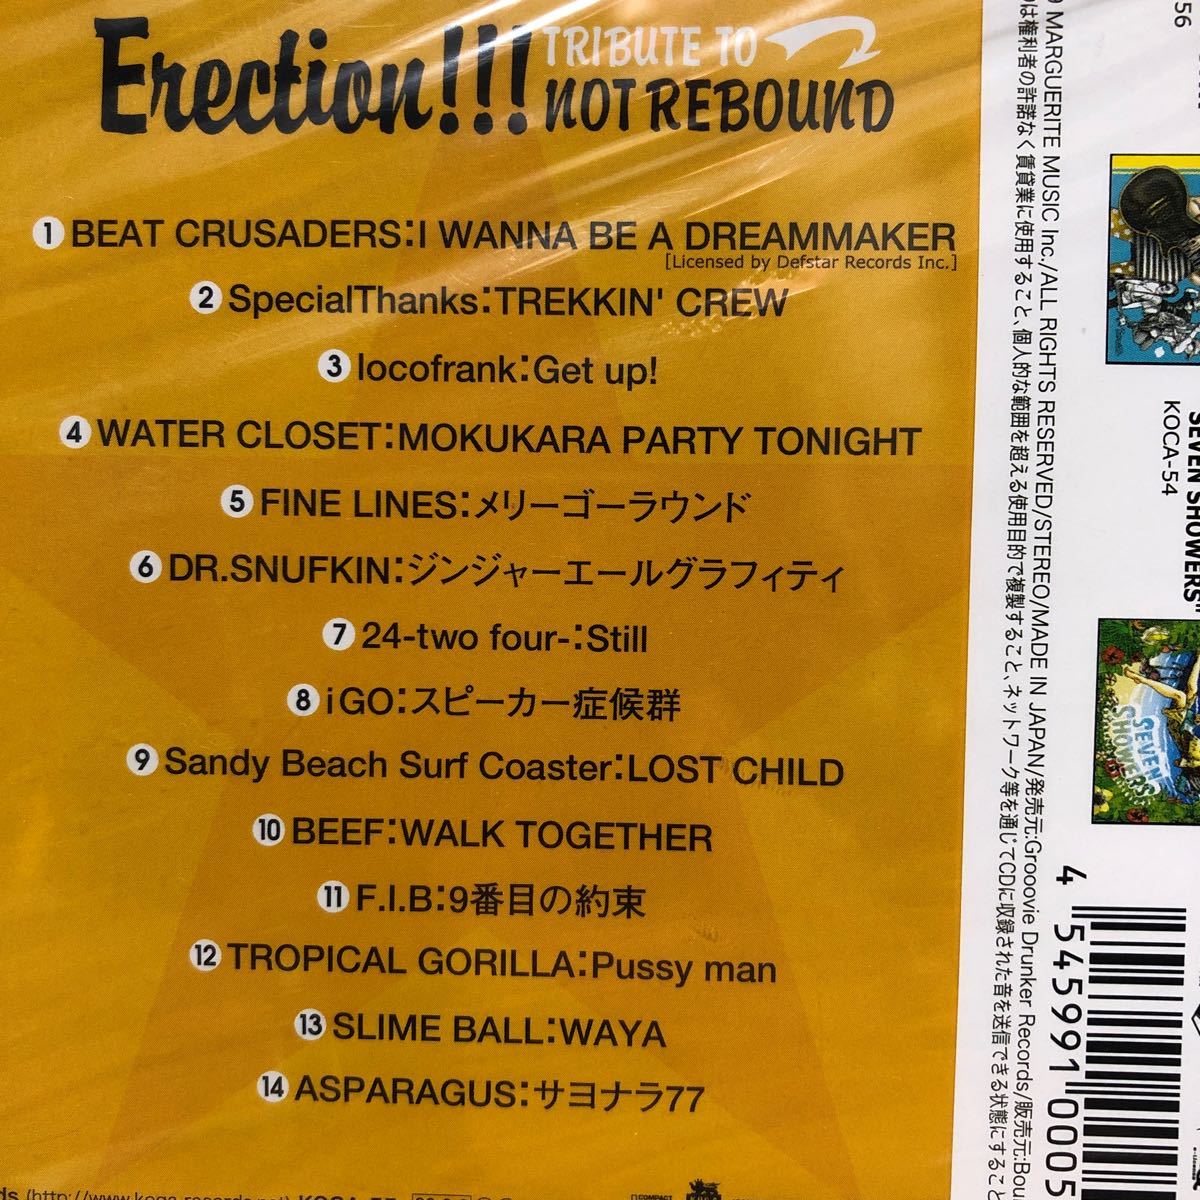 Erection!!! TRIBUTE TO
NOT REBOUND
1 BEAT CRUSADERS:I WANNA BE A DREAMMAKER
[Licensed by Defstar Records Inc.]
2 SpecialThanks:TREKKIN' CREW
3 locofrank:Get up!
4 WATER CLOSET:MOKUKARA PARTY TONIGHT
5 FINE LINES:メリーゴーラウンド
6 DR.SNUFKIN:ジンジャーエールグラフィティ
7 24-two four-:Still
8 iGO:スピーカー症候群
9 Sandy Beach Surf Coaster:LOST CHILD
10 BEEF:WALK TOGETHER
11 F.I.B:9番目の約束
12 TROPICAL GORILLA:Pussy man
13 SLIME BALL:WAYA
14 ASPARAGUS:サヨナラ77
MARGUERITE MUSIC Inc./ALL RIGHTS RESERVED/STEREO/MADE IN JAPAN/発売元:Groovie Drunker Records/販売元:
は権利者の許諾なく賃貸業に使用すること、個人的な範囲を超える使用目的で複製すること、ネットワーク等を通じてCDに収録された音を送信できる状態にすること
56
SEVEN SHOWERS"
KOCA-54
SEVEN
SHOWERS
4 545991 0005
COMPACT